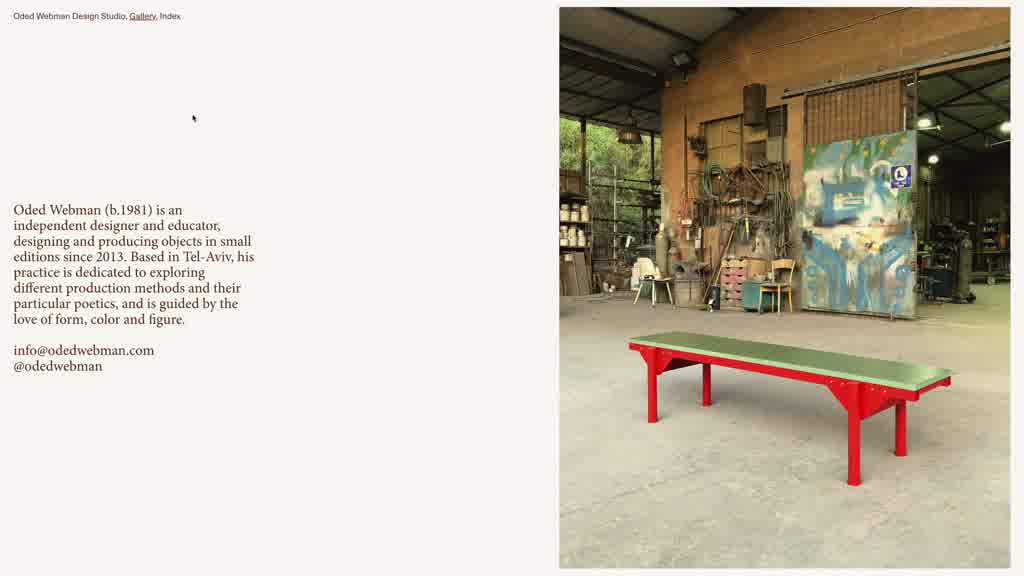 Oded Webman Design Studio, Gallery, Index
Oded Webman (b.1981) is an
independent designer and educator,
designing and producing objects in small
editions since 2013. Based in Tel-Aviv, his
practice is dedicated to exploring
different production methods and their
particular poetics, and is guided by the
love of form, color and figure.
info@odedwebman.com
@odedwebman